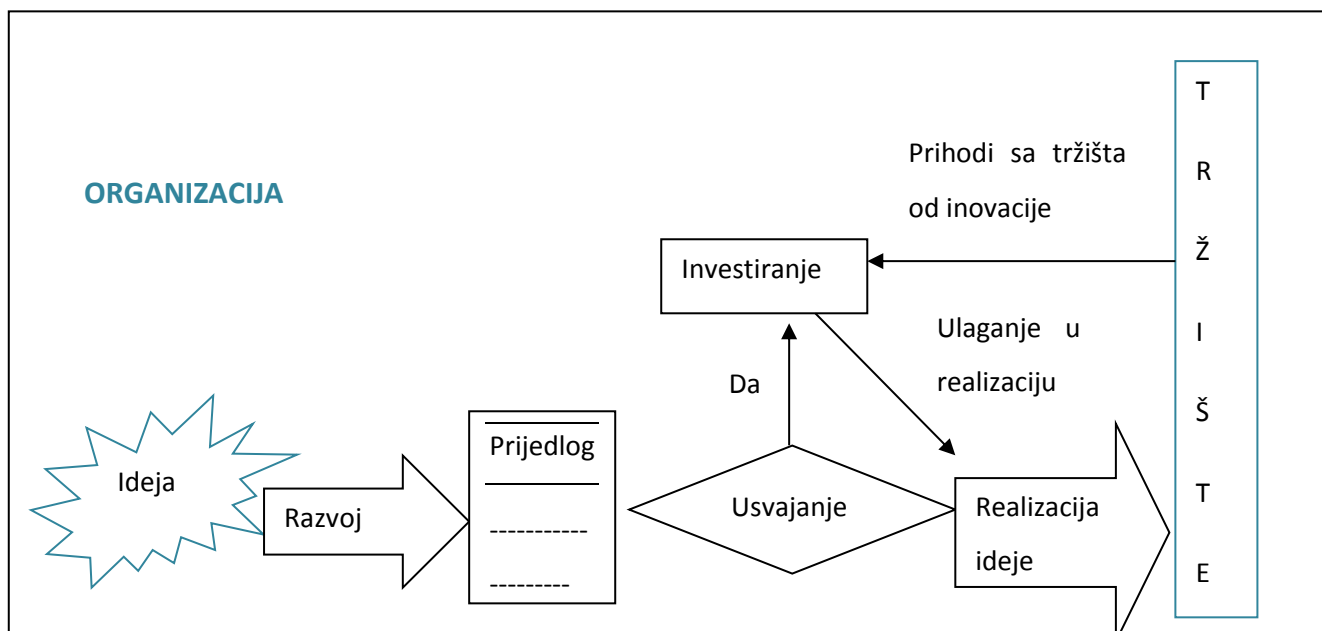 ORGANIZACIJA
Prihodi sa tržišta
od inovacije
Investiranje
Ulaganje u
realizaciju
Da
Ideja
Razvoj
Prijedlog
-----------
---------
Usvajanje
Realizacija
ideje
T
R
Ž
I
Š
T
E